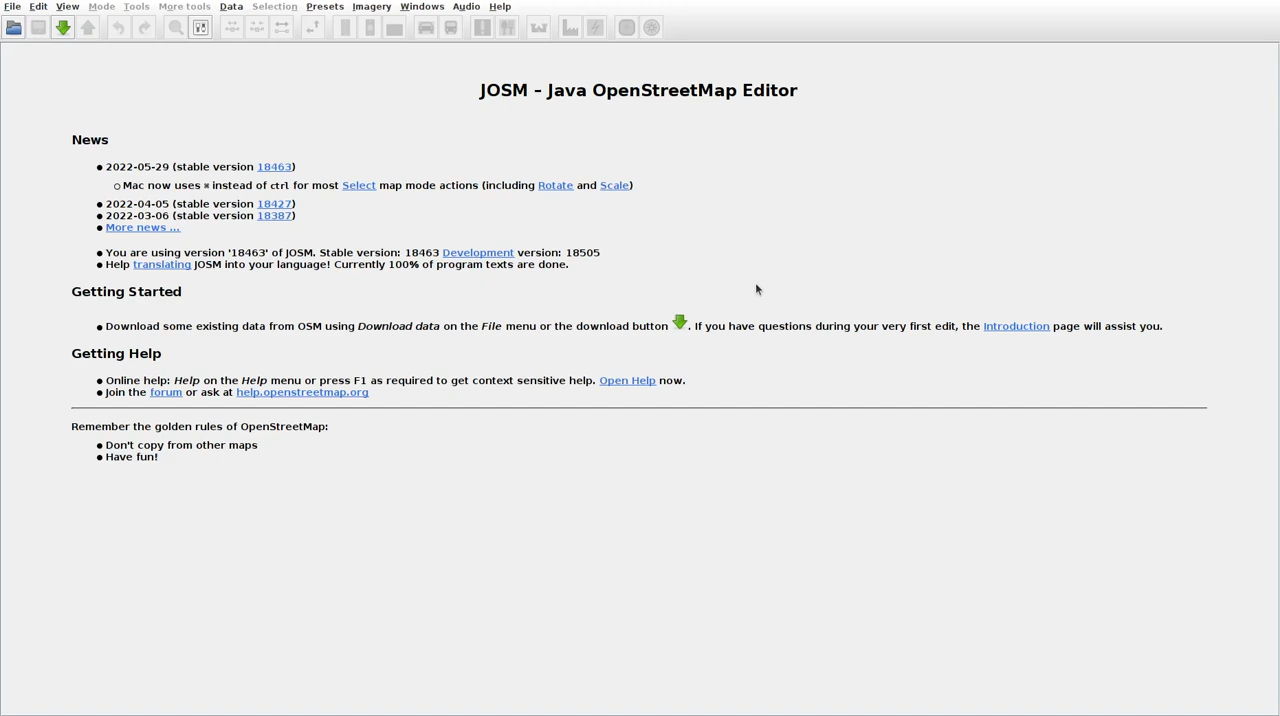 File Edit View Mode Tools More tools Data Selection Presets Imagery Windows Audio Help
JOSM – Java OpenStreetMap Editor
News
2022-05-29 (stable version 18463)
Mac now uses ⌘ instead of ctrl for most Select map mode actions (including Rotate and Scale)
2022-04-05 (stable version 18427)
2022-03-06 (stable version 18387)
More news ...
You are using version '18463' of JOSM. Stable version: 18463 Development version: 18505
Help translating JOSM into your language! Currently 100% of program texts are done.
Getting Started
Download some existing data from OSM using Download data on the File menu or the download button . If you have questions during your very first edit, the Introduction page will assist you.
Getting Help
Online help: Help on the Help menu or press F1 as required to get context sensitive help. Open Help now.
Join the forum or ask at help.openstreetmap.org
Remember the golden rules of OpenStreetMap:
Don't copy from other maps
Have fun!